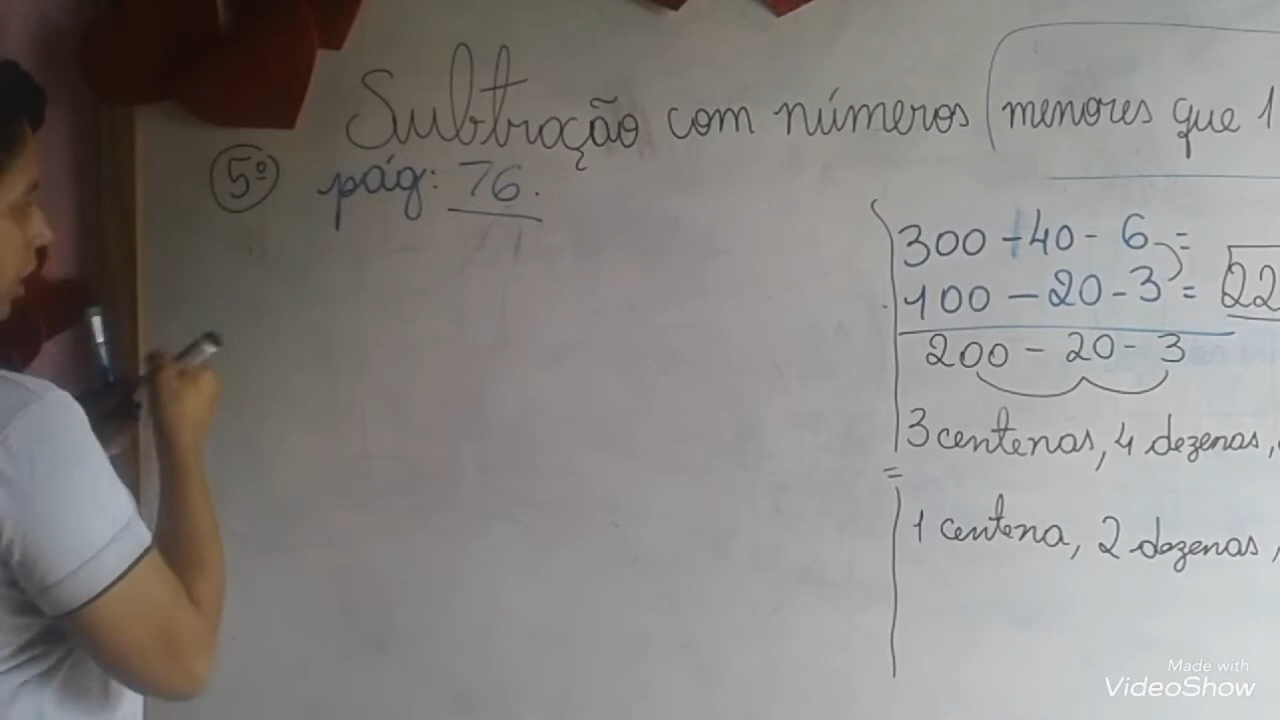 Subtração com números (menores que 1
5º pág: 76.
300 - 40 - 6 =
100 - 20 - 3 = 22
200 - 20 - 3
3 centenas, 4 dezenas,
=
1 centena, 2 dezenas,
Made with
VideoShow